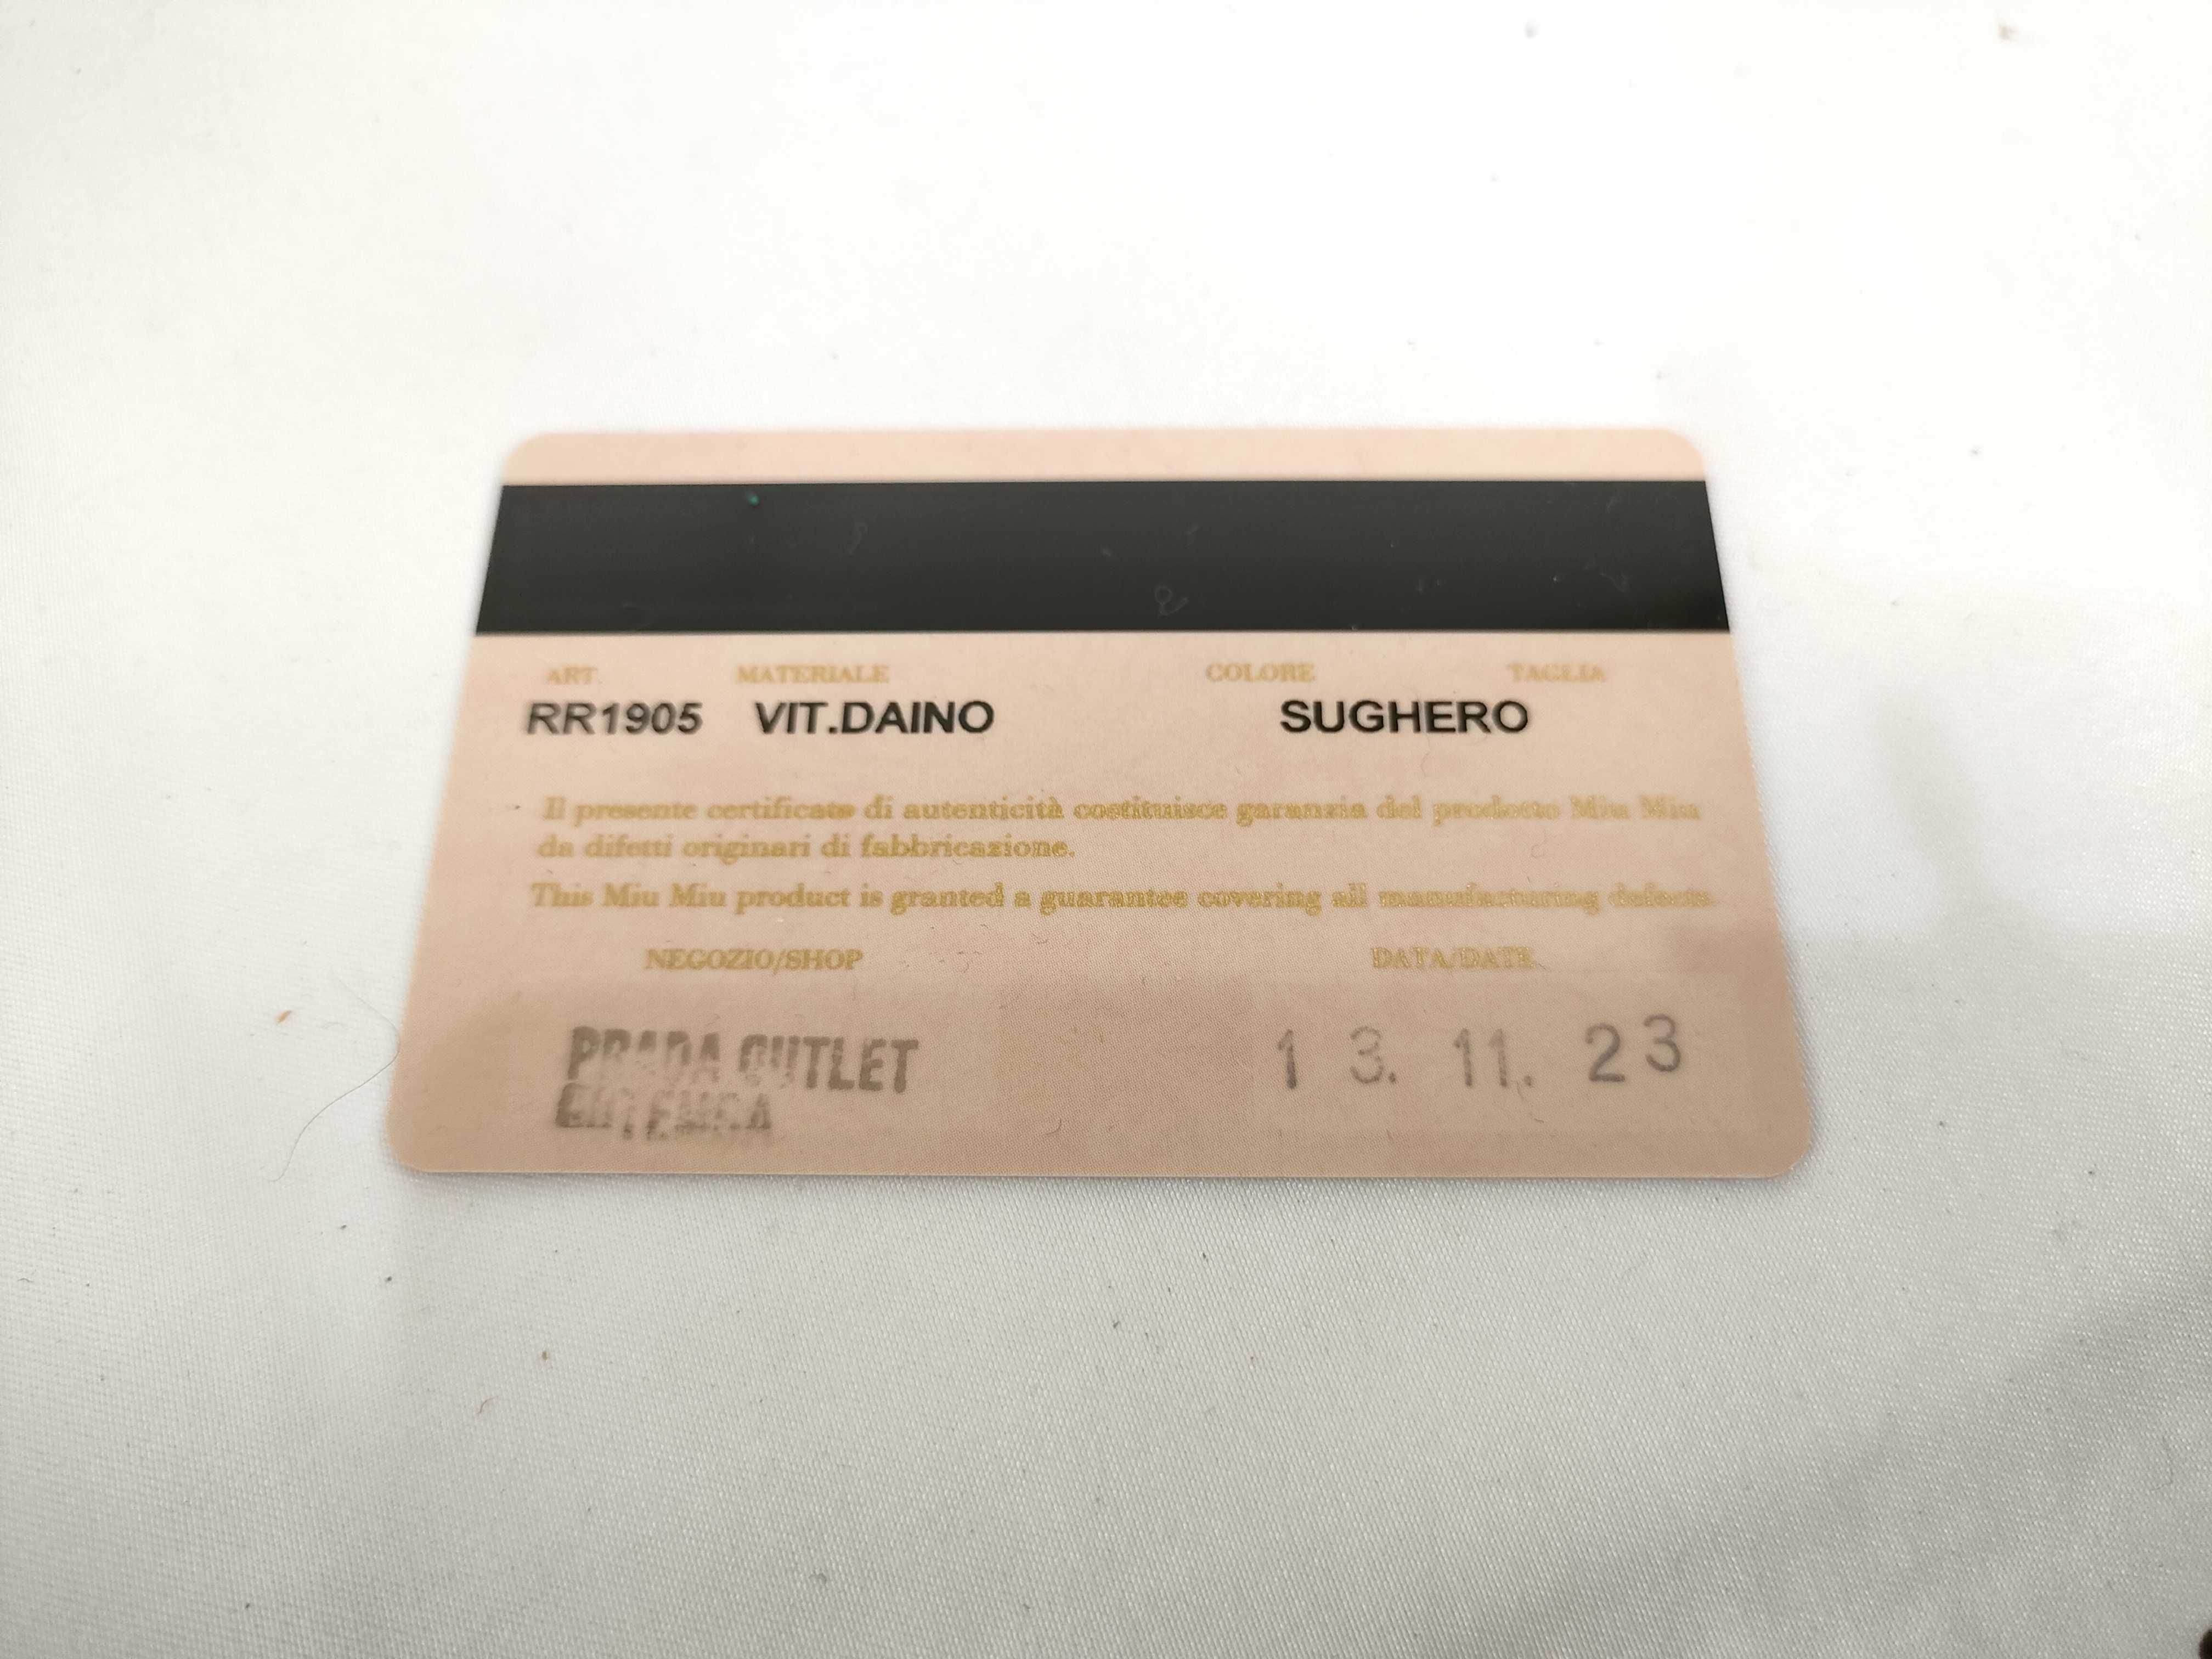 ART. MATERIALE COLORE TAGLIA
RR1905 VIT.DAINO SUGHERO
Il presente certificato di autenticità costituisce garanzia del prodotto Miu Miu
da difetti originari di fabbricazione.
This Miu Miu product is granted a guarantee covering all manufacturing defects.
NEGOZIO/SHOP DATA/DATE
PRADA OUTLET 13. 11. 23
GOTEMBA